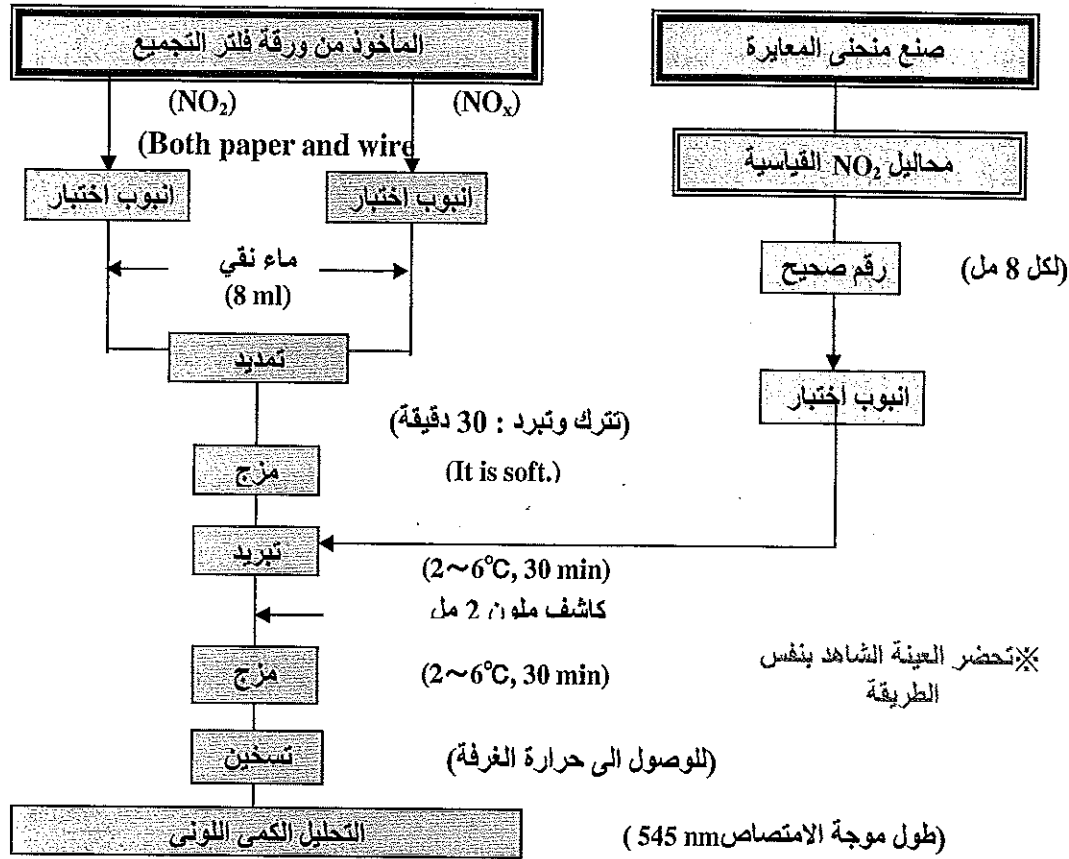 المأخوذ من ورقة فلتر التجميع
صنع منحنى المعايرة
(NO₂)
(NOₓ)
(Both paper and wire
محاليل NO₂ القياسية
انبوب اختبار
انبوب اختبار
ماء نقي
(8 ml)
رقم صحيح
(لكل 8 مل)
تمديد
انبوب اختبار
(تترك وتبرد : 30 دقيقة)
مزج
(It is soft.)
تبريد
(2～6℃, 30 min)
كاشف ملون 2 مل
مزج
(2～6℃, 30 min)
※تحضر العينة الشاهد بنفس
الطريقة
تسخين
(للوصول الى حرارة الغرفة)
التحليل الكمي اللوني
(طول موجة الامتصاص 545 nm)